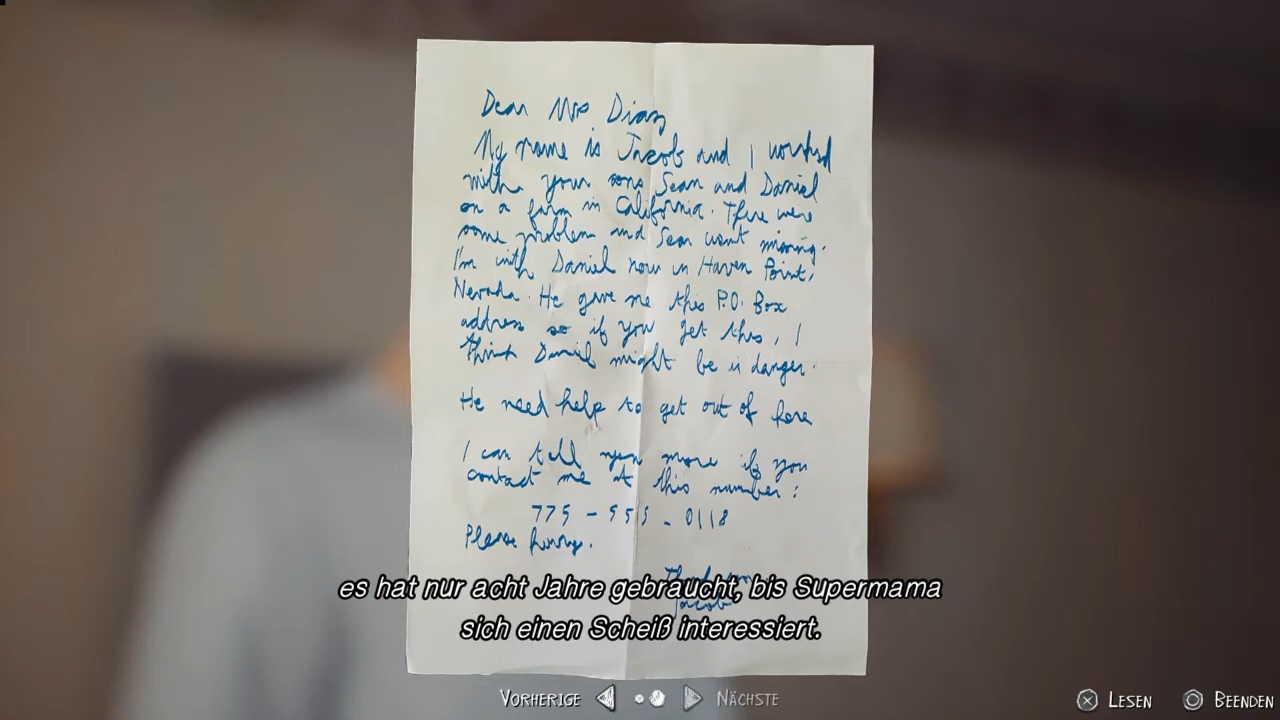 Dear Mrs Diaz
My name is Jacob and I worked
with your sons Sean and Daniel
on a farm in California. There were
some problem and Sean went missing.
I'm with Daniel now in Haven Point,
Nevada. He gave me this P.O. Box
address so if you get this, I
think Daniel might be in danger.
He need help to get out of here
I can tell you more if you
contact me at this number:
775 - 555 - 0118
Please hurry.
Thank you
Jacob
es hat nur acht Jahre gebraucht, bis Supermama
sich einen Scheiß interessiert.
VORHERIGE NÄCHSTE LESEN BEENDEN